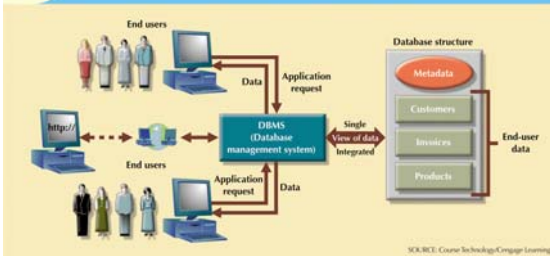 End users
Data
Application
request
http://
DBMS
(Database
management system)
Single
View of data
Integrated
Database structure
Metadata
Customers
Invoices
Products
End-user
data
End users
Application
request
Data
SOURCE: Course Technology/Cengage Learning